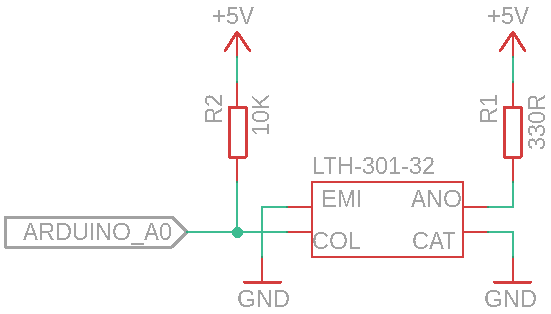 +5V
+5V
R2
10K
R1
330R
LTH-301-32
EMI
ANO
ARDUINO_A0
COL
CAT
GND
GND